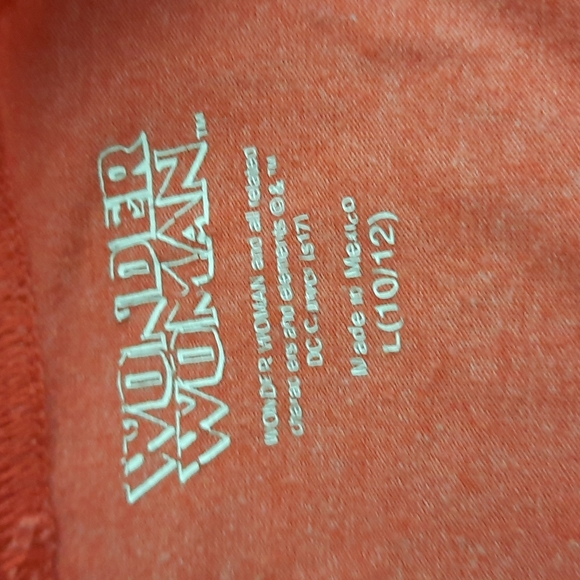 WONDER
WOMAN™
WONDER WOMAN and all related
characters and elements © & ™
DC Comics (s17)
Made in Mexico
L(10/12)